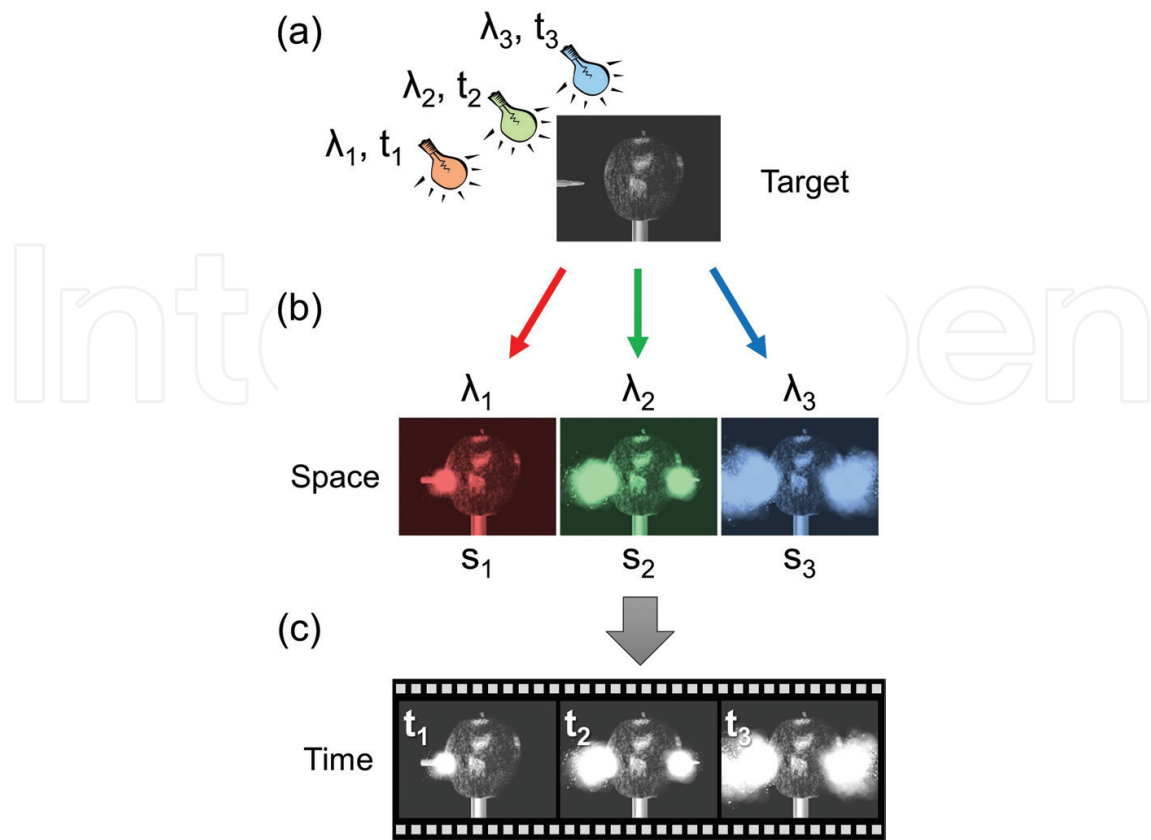 (a)
λ₃, t₃
λ₂, t₂
λ₁, t₁
Target
(b)
λ₁ λ₂ λ₃
Space
s₁ s₂ s₃
(c)
t₁ t₂ t₃
Time